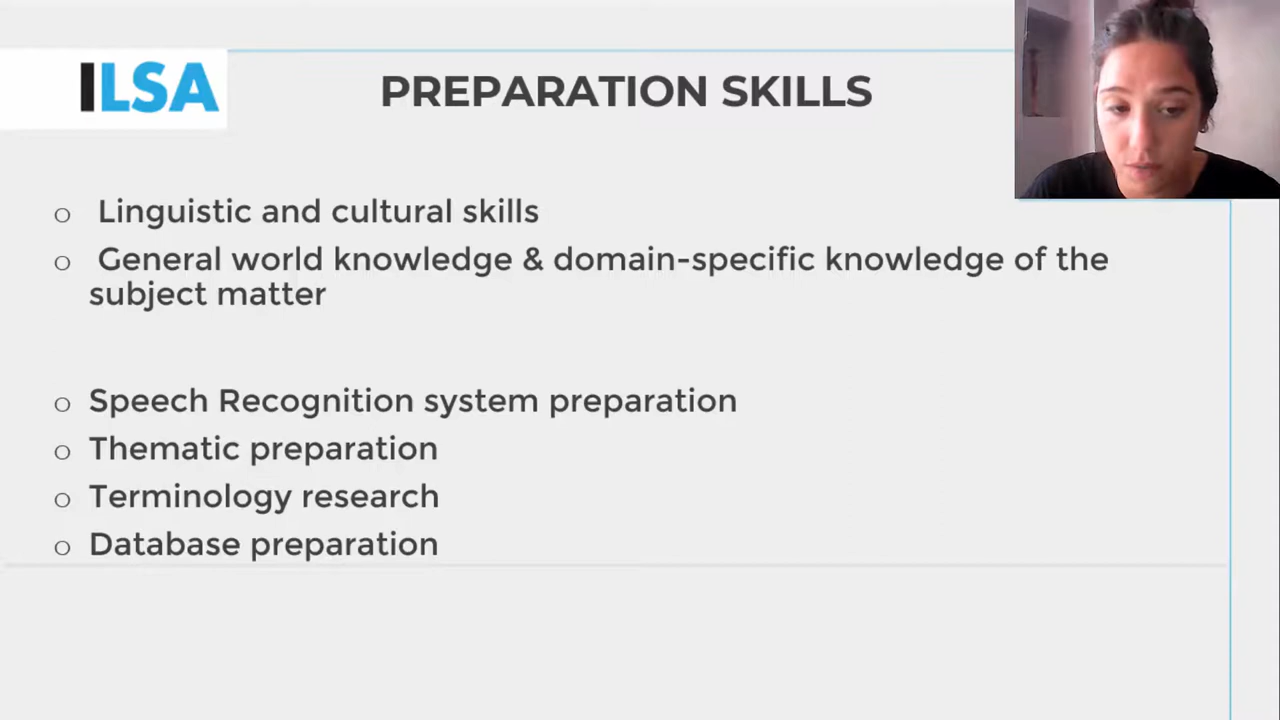 ILSA
PREPARATION SKILLS
o Linguistic and cultural skills
o General world knowledge & domain-specific knowledge of the
subject matter
o Speech Recognition system preparation
o Thematic preparation
o Terminology research
o Database preparation